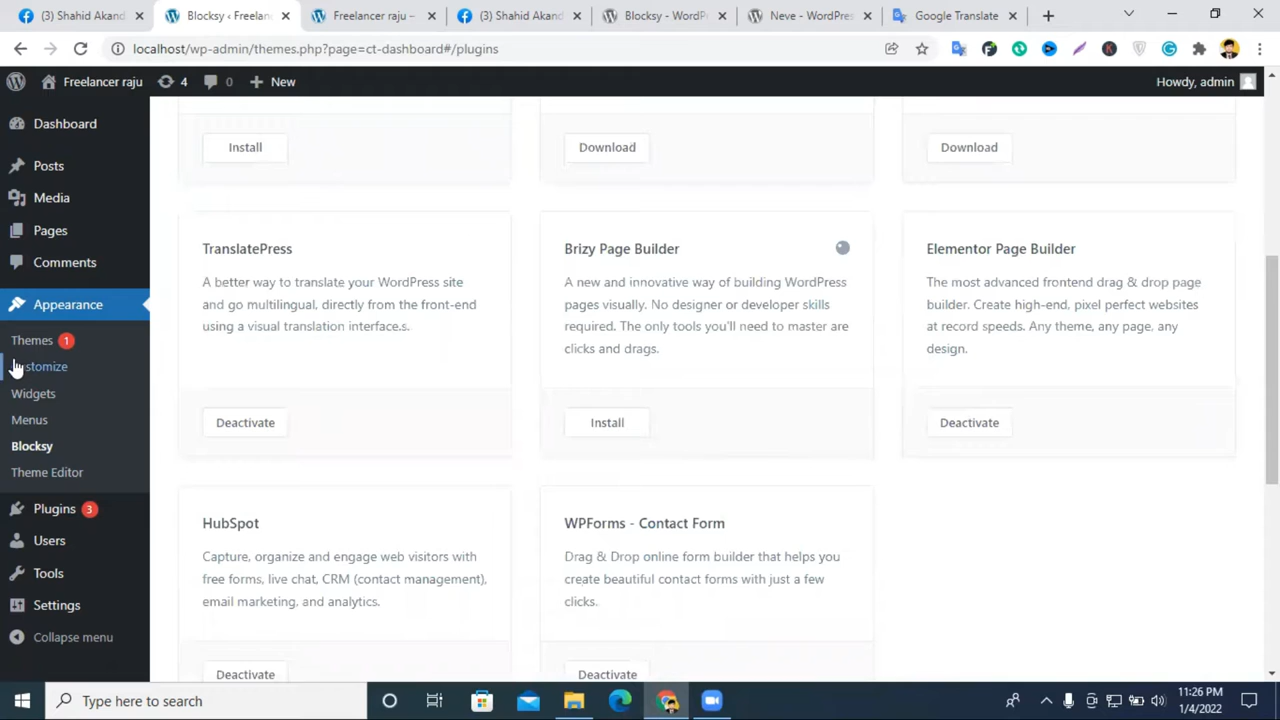 (3) Shahid Akand
Blocksy ‹ Freelan
Freelancer raju –
(3) Shahid Akand
Blocksy - WordP
Neve - WordPres
Google Translate
localhost/wp-admin/themes.php?page=ct-dashboard#/plugins
Freelancer raju
4
0
New
Howdy, admin
Dashboard
Posts
Media
Pages
Comments
Appearance
Themes 1
stomize
Widgets
Menus
Blocksy
Theme Editor
Plugins 3
Users
Tools
Settings
Collapse menu
Install
Download
Download
TranslatePress
A better way to translate your WordPress site
and go multilingual, directly from the front-end
using a visual translation interface.s.
Deactivate
Brizy Page Builder
A new and innovative way of building WordPress
pages visually. No designer or developer skills
required. The only tools you'll need to master are
clicks and drags.
Install
Elementor Page Builder
The most advanced frontend drag & drop page
builder. Create high-end, pixel perfect websites
at record speeds. Any theme, any page, any
design.
Deactivate
HubSpot
Capture, organize and engage web visitors with
free forms, live chat, CRM (contact management),
email marketing, and analytics.
Deactivate
WPForms - Contact Form
Drag & Drop online form builder that helps you
create beautiful contact forms with just a few
clicks.
Deactivate
Type here to search
11:26 PM
1/4/2022